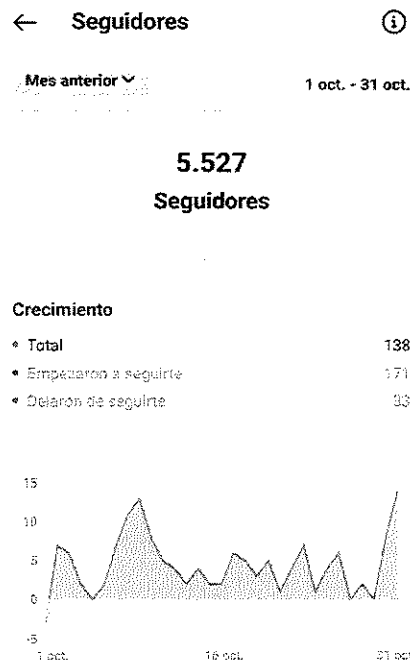 Seguidores
Mes anterior
1 oct. - 31 oct.
5.527
Seguidores
Crecimiento
Total 138
Empezaron a seguirte 171
Dejaron de seguirte 33
15
10
5
0
-5
1 oct. 16 oct. 31 oct.